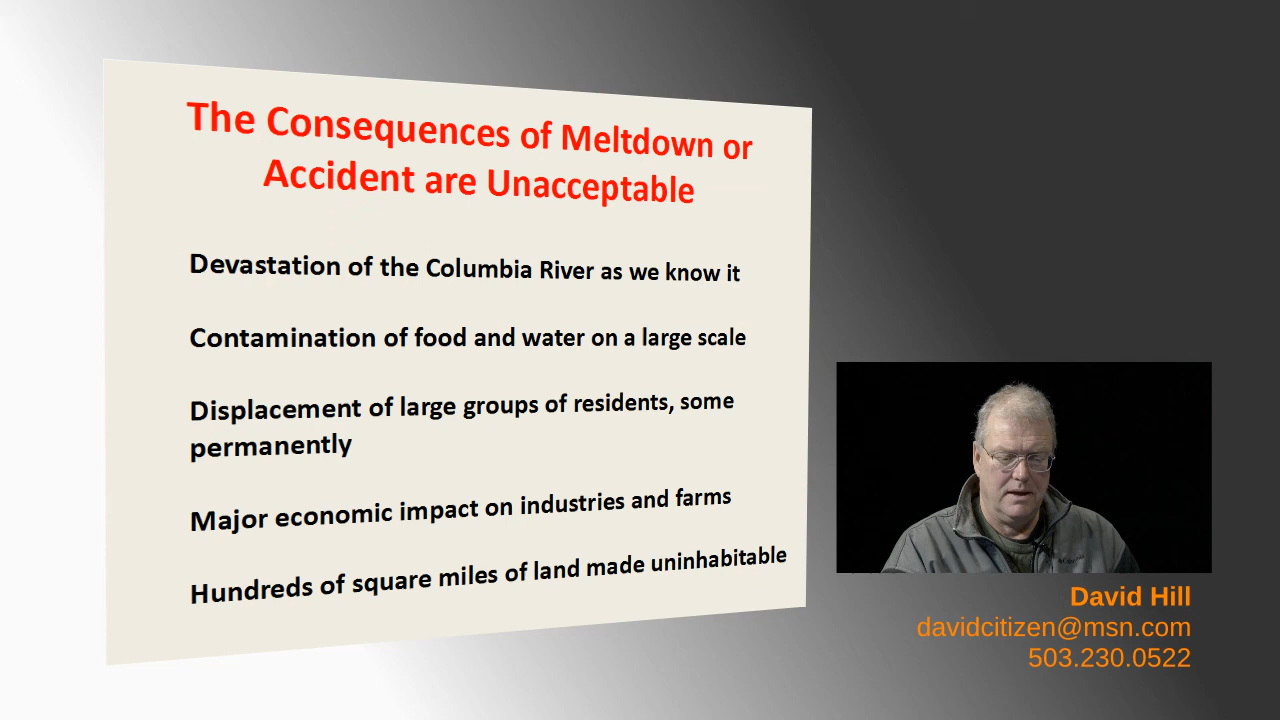 The Consequences of Meltdown or
Accident are Unacceptable
Devastation of the Columbia River as we know it
Contamination of food and water on a large scale
Displacement of large groups of residents, some
permanently
Major economic impact on industries and farms
Hundreds of square miles of land made uninhabitable
David Hill
davidcitizen@msn.com
503.230.0522